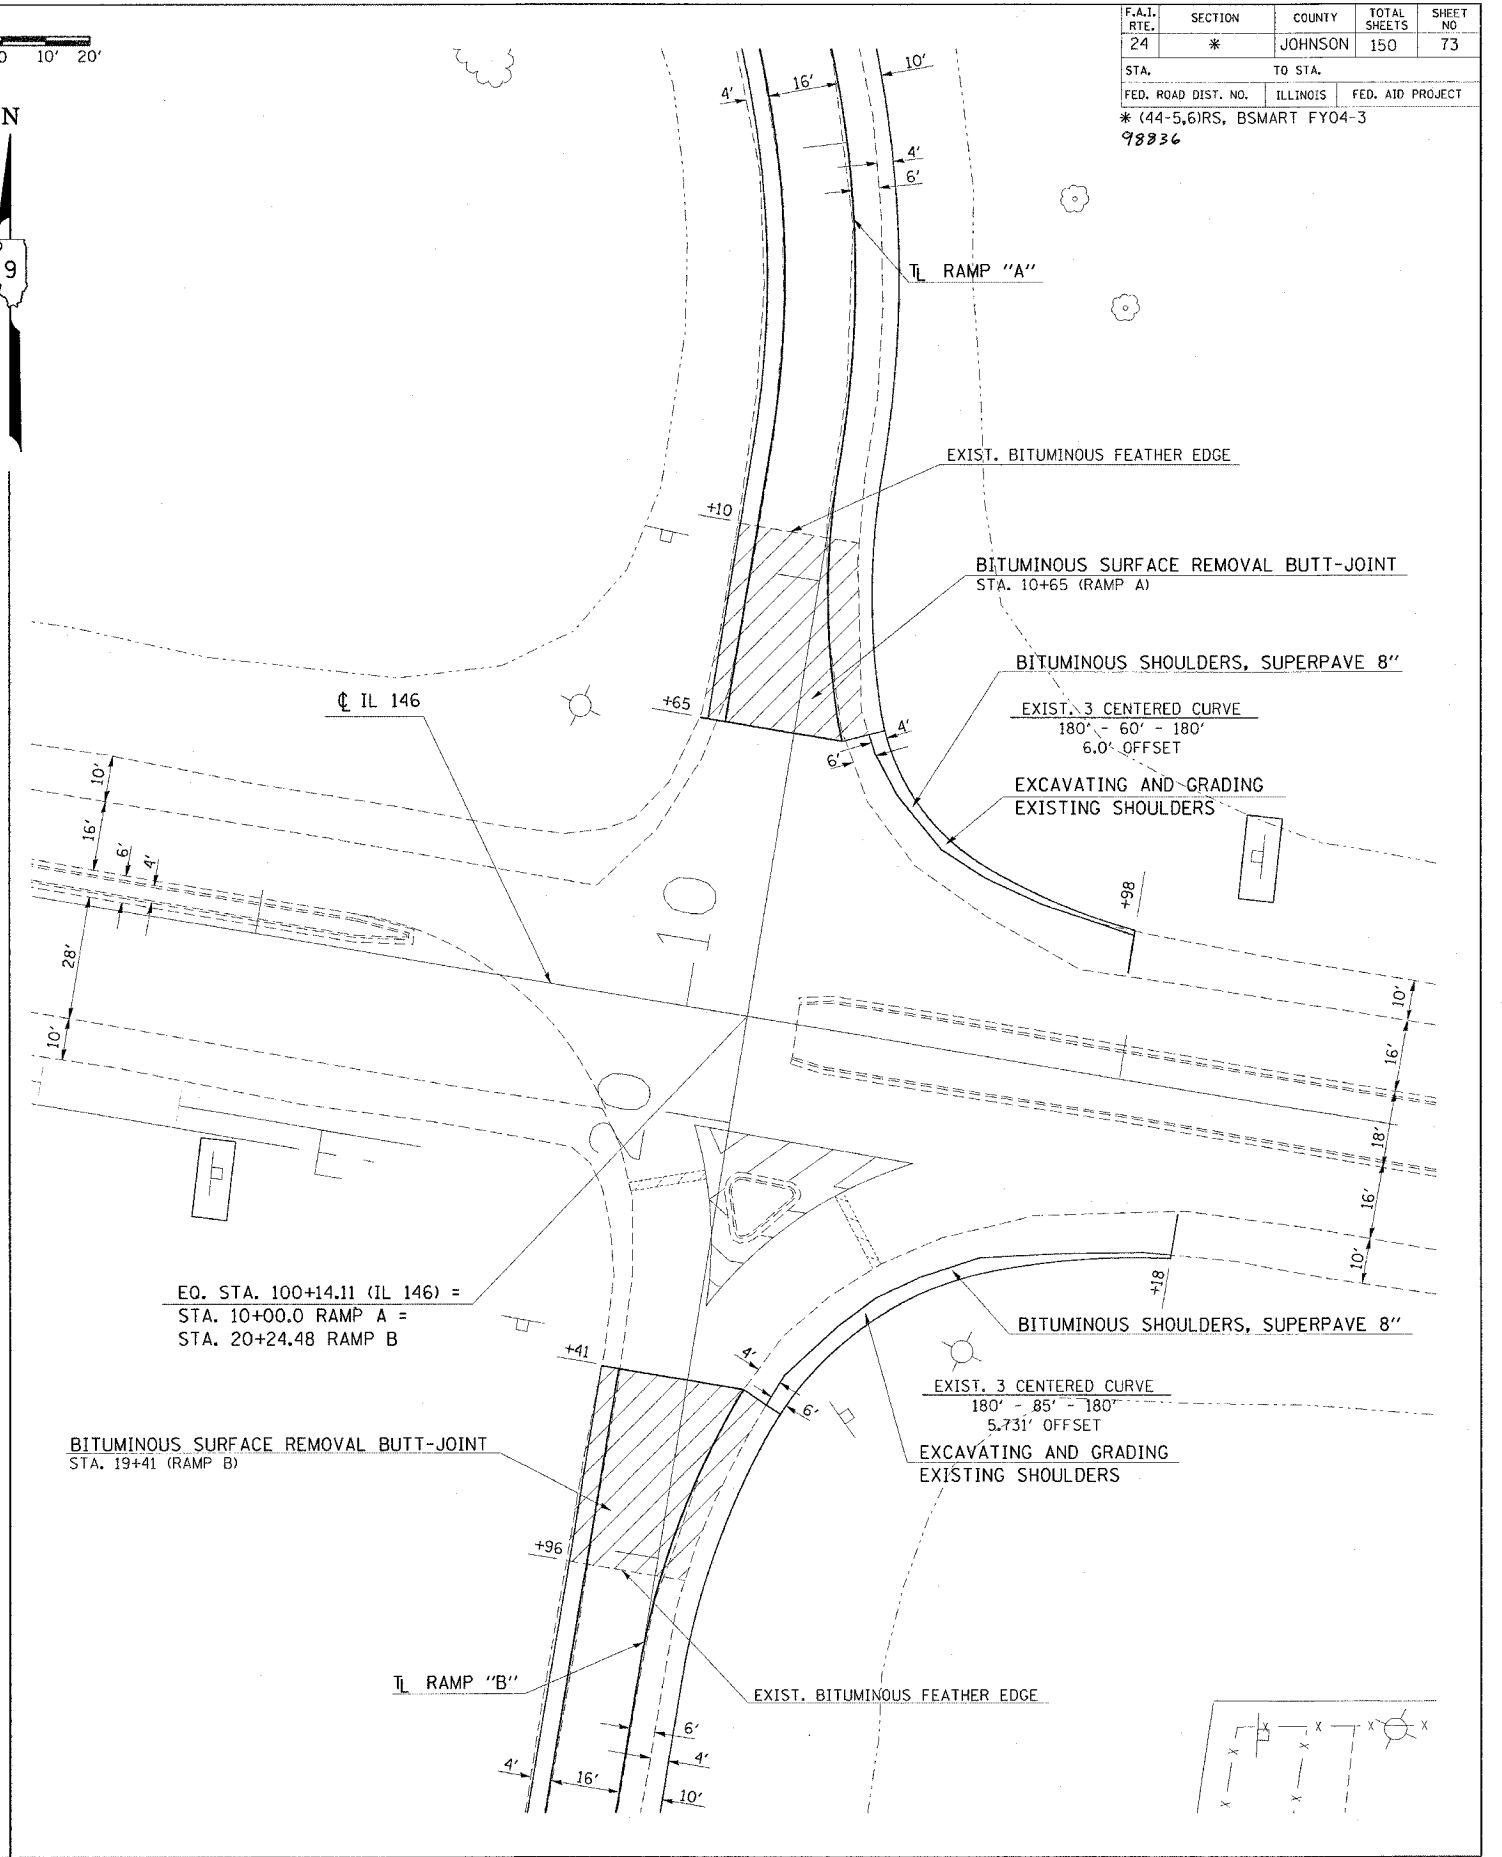 F.A.I. RTE. SECTION COUNTY TOTAL SHEETS SHEET NO
24 * JOHNSON 150 73
STA. TO STA.
FED. ROAD DIST. NO. ILLINOIS FED. AID PROJECT
* (44-5,6)RS, BSMART FY04-3
98836
0 10' 20'
N
9
4' 16' 10'
4'
6'
TL RAMP "A"
EXIST. BITUMINOUS FEATHER EDGE
+10
BITUMINOUS SURFACE REMOVAL BUTT-JOINT
STA. 10+65 (RAMP A)
BITUMINOUS SHOULDERS, SUPERPAVE 8"
℄ IL 146
+65
EXIST. 3 CENTERED CURVE
180' - 60' - 180'
6.0' OFFSET
4'
6'
EXCAVATING AND GRADING
EXISTING SHOULDERS
10'
16'
6'
4'
28'
10'
+98
10
20
10'
16'
18'
16'
10'
EQ. STA. 100+14.11 (IL 146) =
STA. 10+00.0 RAMP A =
STA. 20+24.48 RAMP B
+18
BITUMINOUS SHOULDERS, SUPERPAVE 8"
+41
4'
6'
EXIST. 3 CENTERED CURVE
180' - 85' - 180'
5.731' OFFSET
BITUMINOUS SURFACE REMOVAL BUTT-JOINT
STA. 19+41 (RAMP B)
EXCAVATING AND GRADING
EXISTING SHOULDERS
+96
TL RAMP "B"
EXIST. BITUMINOUS FEATHER EDGE
6'
4'
4' 16' 10'
x x x x
x x
x x